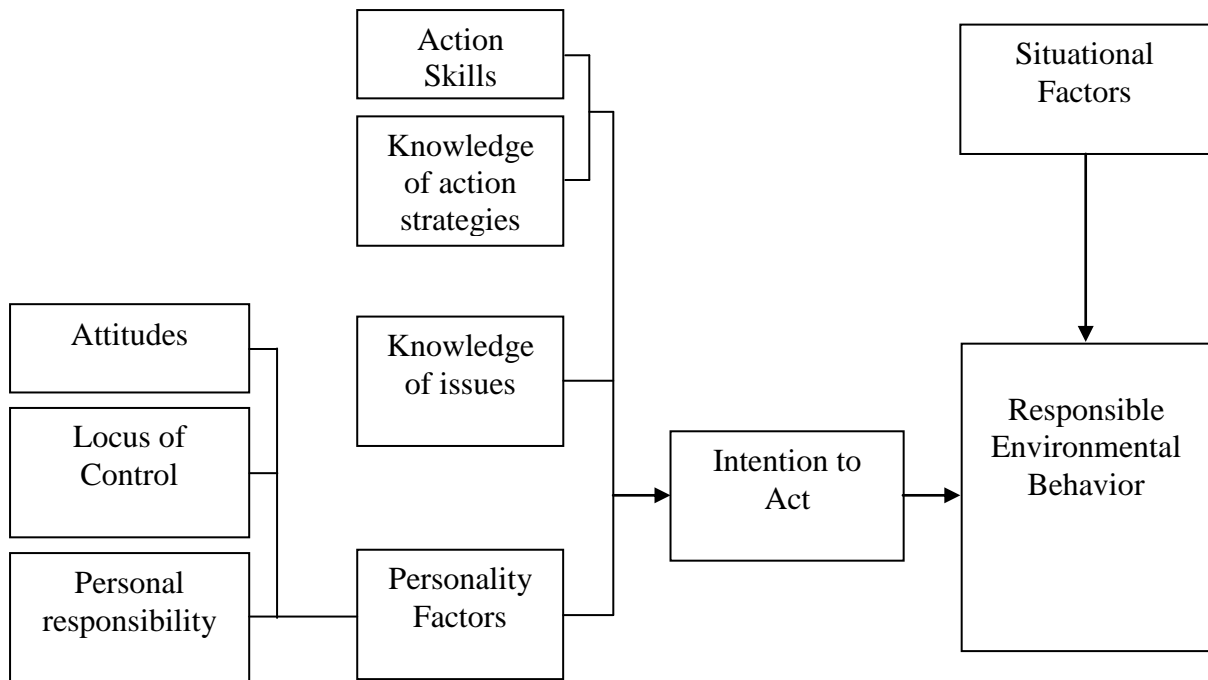 Action
Skills
Situational
Factors
Knowledge
of action
strategies
Attitudes
Knowledge
of issues
Locus of
Control
Intention to
Act
Responsible
Environmental
Behavior
Personal
responsibility
Personality
Factors